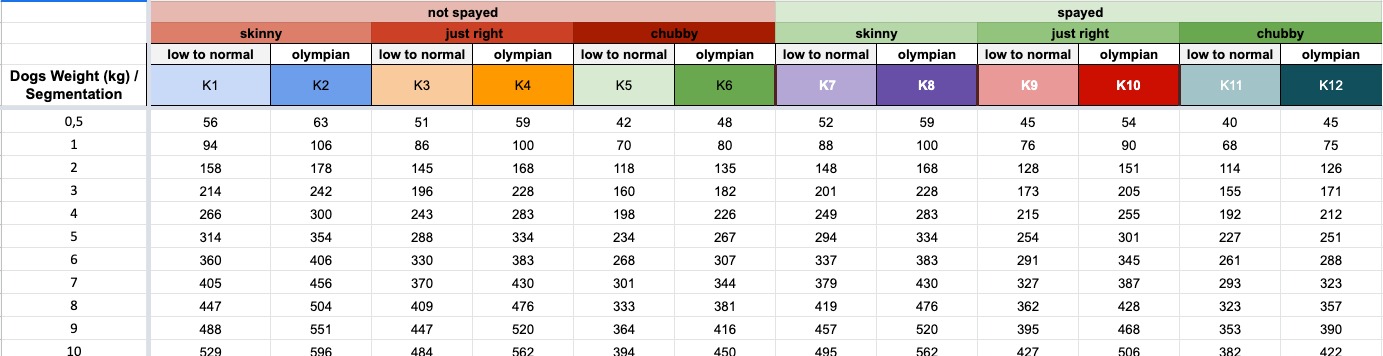 not spayed spayed
skinny just right chubby skinny just right chubby
low to normal olympian low to normal olympian low to normal olympian low to normal olympian low to normal olympian low to normal olympian
Dogs Weight (kg) /
Segmentation K1 K2 K3 K4 K5 K6 K7 K8 K9 K10 K11 K12
0,5 56 63 51 59 42 48 52 59 45 54 40 45
1 94 106 86 100 70 80 88 100 76 90 68 75
2 158 178 145 168 118 135 148 168 128 151 114 126
3 214 242 196 228 160 182 201 228 173 205 155 171
4 266 300 243 283 198 226 249 283 215 255 192 212
5 314 354 288 334 234 267 294 334 254 301 227 251
6 360 406 330 383 268 307 337 383 291 345 261 288
7 405 456 370 430 301 344 379 430 327 387 293 323
8 447 504 409 476 333 381 419 476 362 428 323 357
9 488 551 447 520 364 416 457 520 395 468 353 390
10 529 596 484 562 394 450 495 562 427 506 382 422